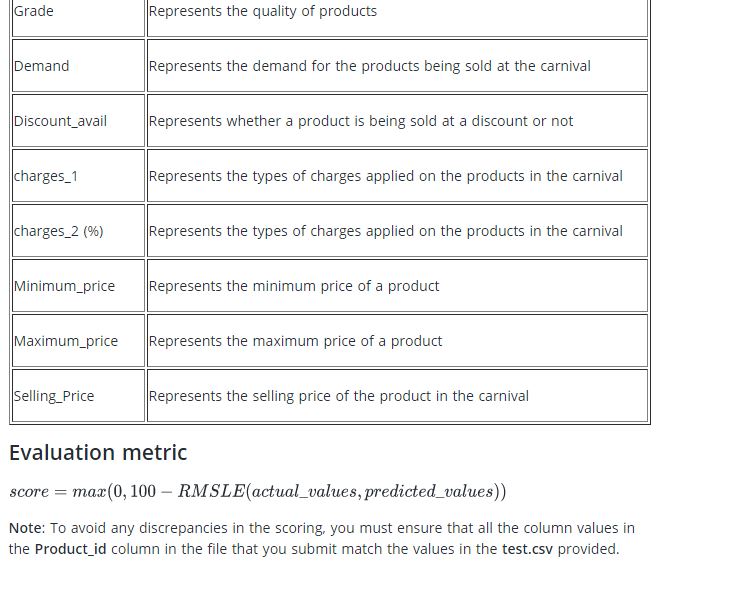 Grade Represents the quality of products
Demand Represents the demand for the products being sold at the carnival
Discount_avail Represents whether a product is being sold at a discount or not
charges_1 Represents the types of charges applied on the products in the carnival
charges_2 (%) Represents the types of charges applied on the products in the carnival
Minimum_price Represents the minimum price of a product
Maximum_price Represents the maximum price of a product
Selling_Price Represents the selling price of the product in the carnival
Evaluation metric
score = max(0, 100 − RMSLE(actual_values, predicted_values))
Note: To avoid any discrepancies in the scoring, you must ensure that all the column values in
the Product_id column in the file that you submit match the values in the test.csv provided.